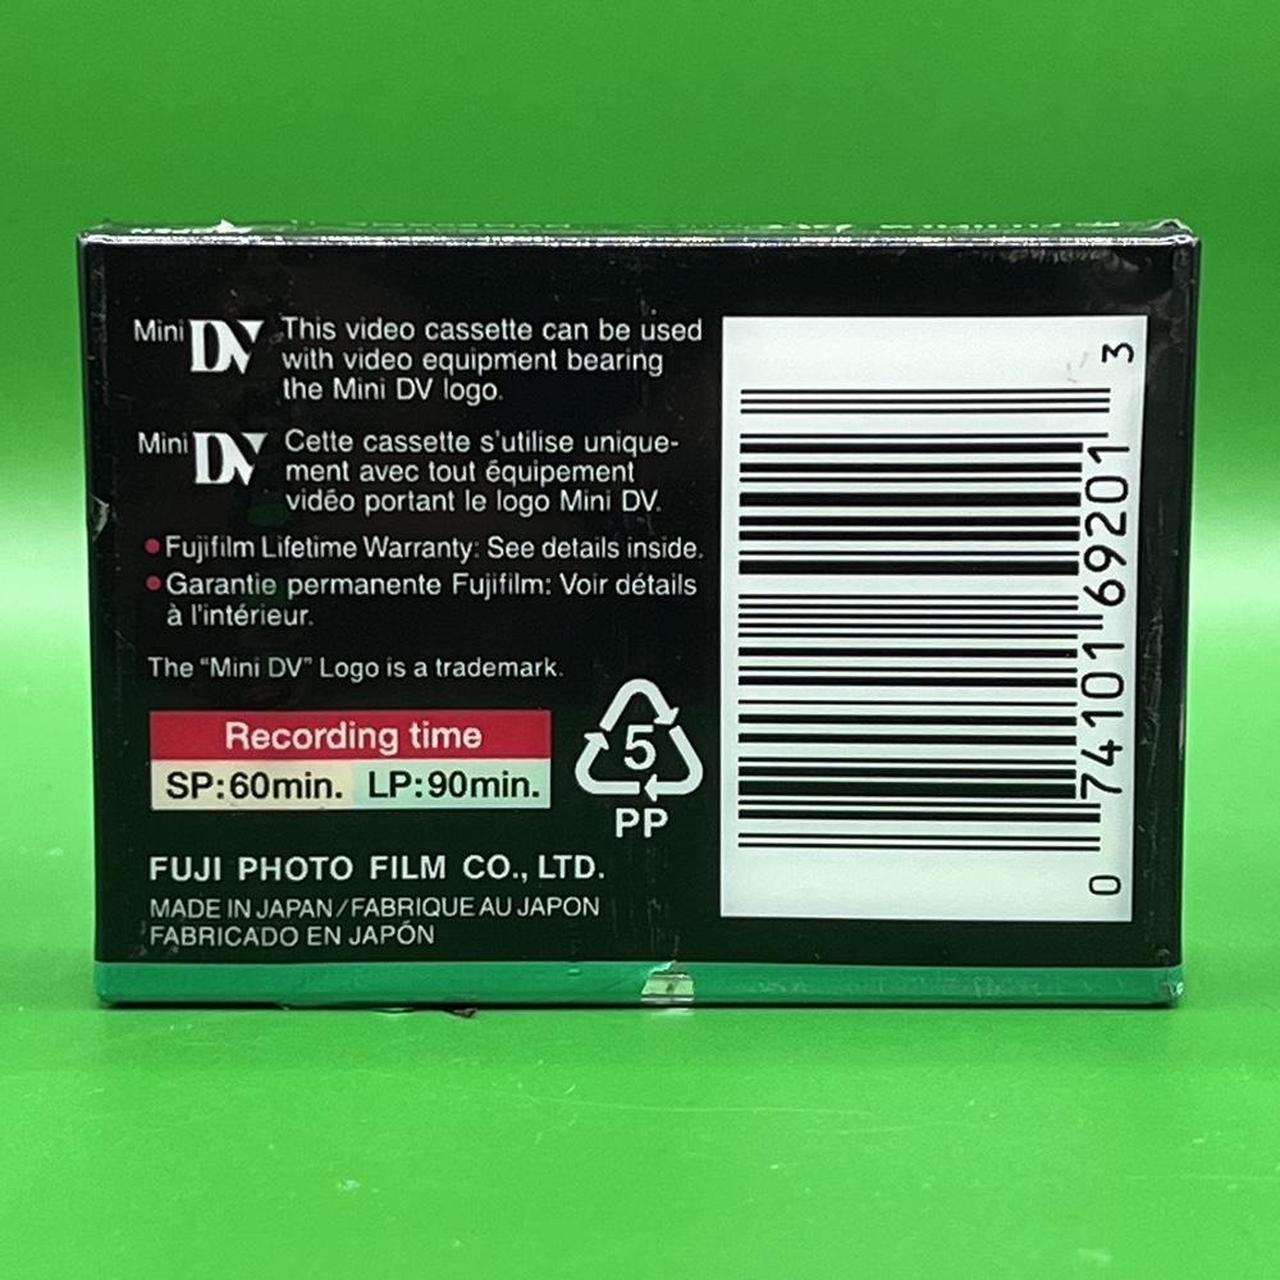 Mini DV This video cassette can be used
with video equipment bearing
the Mini DV logo.
Mini DV Cette cassette s'utilise unique-
ment avec tout équipement
vidéo portant le logo Mini DV.
•Fujifilm Lifetime Warranty: See details inside.
•Garantie permanente Fujifilm: Voir détails
à l'intérieur.
The “Mini DV” Logo is a trademark.
Recording time
SP:60min. LP:90min.
5
PP
FUJI PHOTO FILM CO., LTD.
MADE IN JAPAN/FABRIQUE AU JAPON
FABRICADO EN JAPÓN
0 74101 69201 3